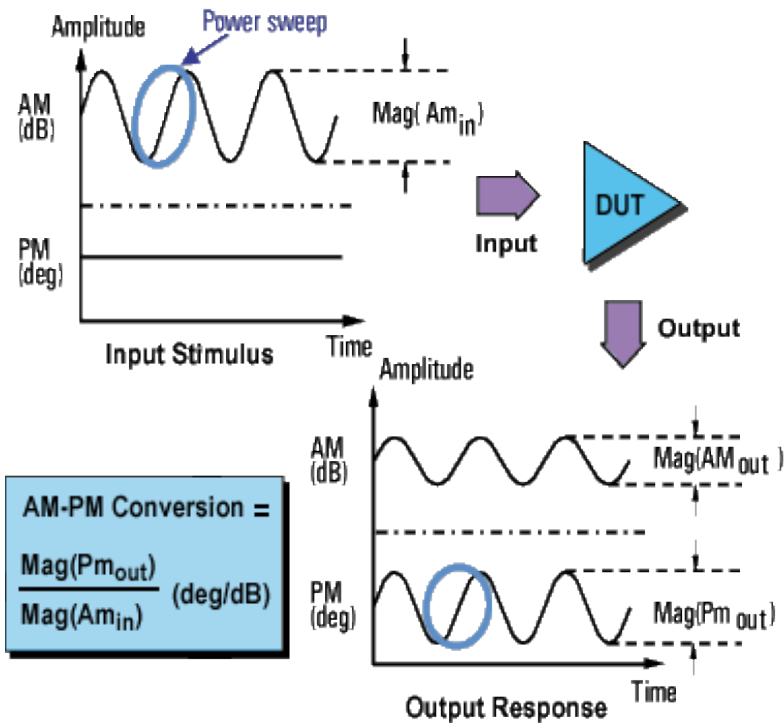 Amplitude
Power sweep
AM
(dB)
Mag( Am in)
PM
(deg)
Input Stimulus
Time
Input
DUT
Output
Amplitude
AM
(dB)
Mag(AM out)
PM
(deg)
Mag(Pm out)
Time
Output Response
AM-PM Conversion =
Mag(Pm out)
Mag(Am in)
(deg/dB)